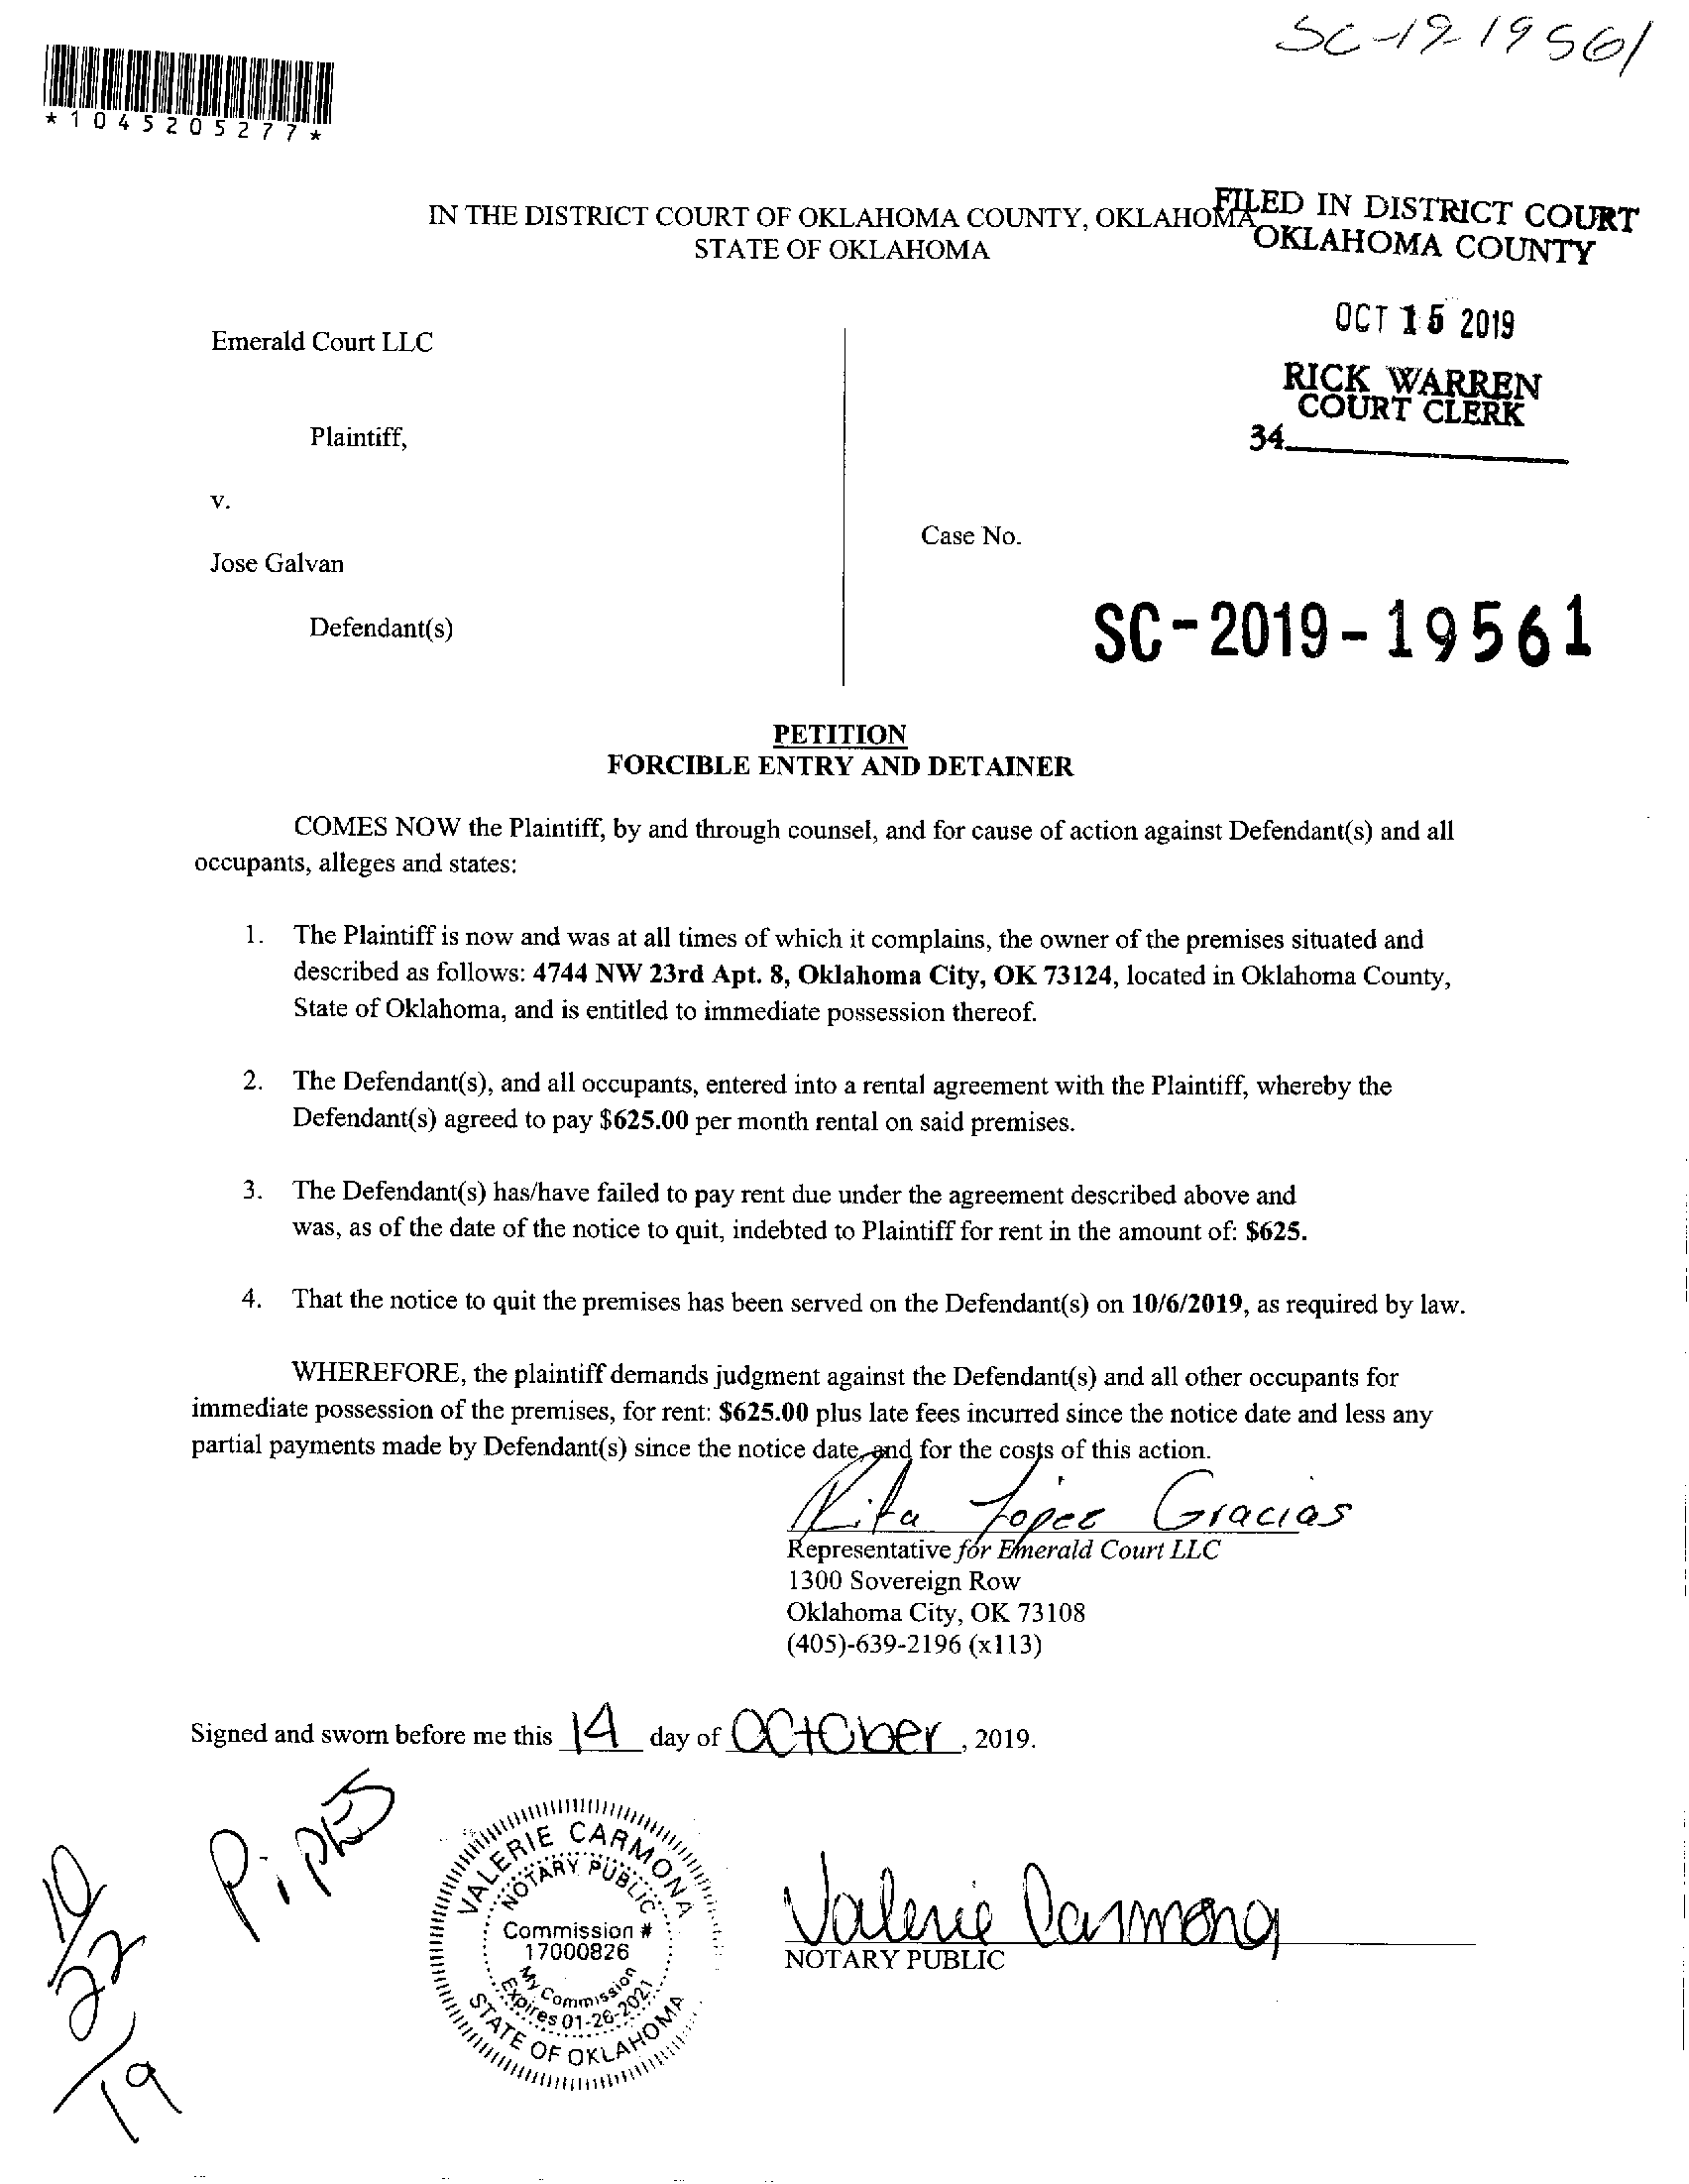 SC-19-19561
*1045205277*
IN THE DISTRICT COURT OF OKLAHOMA COUNTY, OKLAHOMA
STATE OF OKLAHOMA
FILED IN DISTRICT COURT
OKLAHOMA COUNTY
OCT 15 2019
RICK WARREN
COURT CLERK
34
Emerald Court LLC
Plaintiff,
v.
Case No.
Jose Galvan
Defendant(s)
SC-2019-19561
PETITION
FORCIBLE ENTRY AND DETAINER
COMES NOW the Plaintiff, by and through counsel, and for cause of action against Defendant(s) and all
occupants, alleges and states:
1. The Plaintiff is now and was at all times of which it complains, the owner of the premises situated and
described as follows: 4744 NW 23rd Apt. 8, Oklahoma City, OK 73124, located in Oklahoma County,
State of Oklahoma, and is entitled to immediate possession thereof.
2. The Defendant(s), and all occupants, entered into a rental agreement with the Plaintiff, whereby the
Defendant(s) agreed to pay $625.00 per month rental on said premises.
3. The Defendant(s) has/have failed to pay rent due under the agreement described above and
was, as of the date of the notice to quit, indebted to Plaintiff for rent in the amount of: $625.
4. That the notice to quit the premises has been served on the Defendant(s) on 10/6/2019, as required by law.
WHEREFORE, the plaintiff demands judgment against the Defendant(s) and all other occupants for
immediate possession of the premises, for rent: $625.00 plus late fees incurred since the notice date and less any
partial payments made by Defendant(s) since the notice date, and for the costs of this action.
Rita Lopez Gracias
Representative for Emerald Court LLC
1300 Sovereign Row
Oklahoma City, OK 73108
(405)-639-2196 (x113)
Signed and sworn before me this 14 day of October, 2019.
Pipkes
10/22/19
VALERIE CARMONA
NOTARY PUBLIC
Commission #
17000826
My Commission
Expires 01-26-2021
STATE OF OKLAHOMA
Valerie Carmona
NOTARY PUBLIC